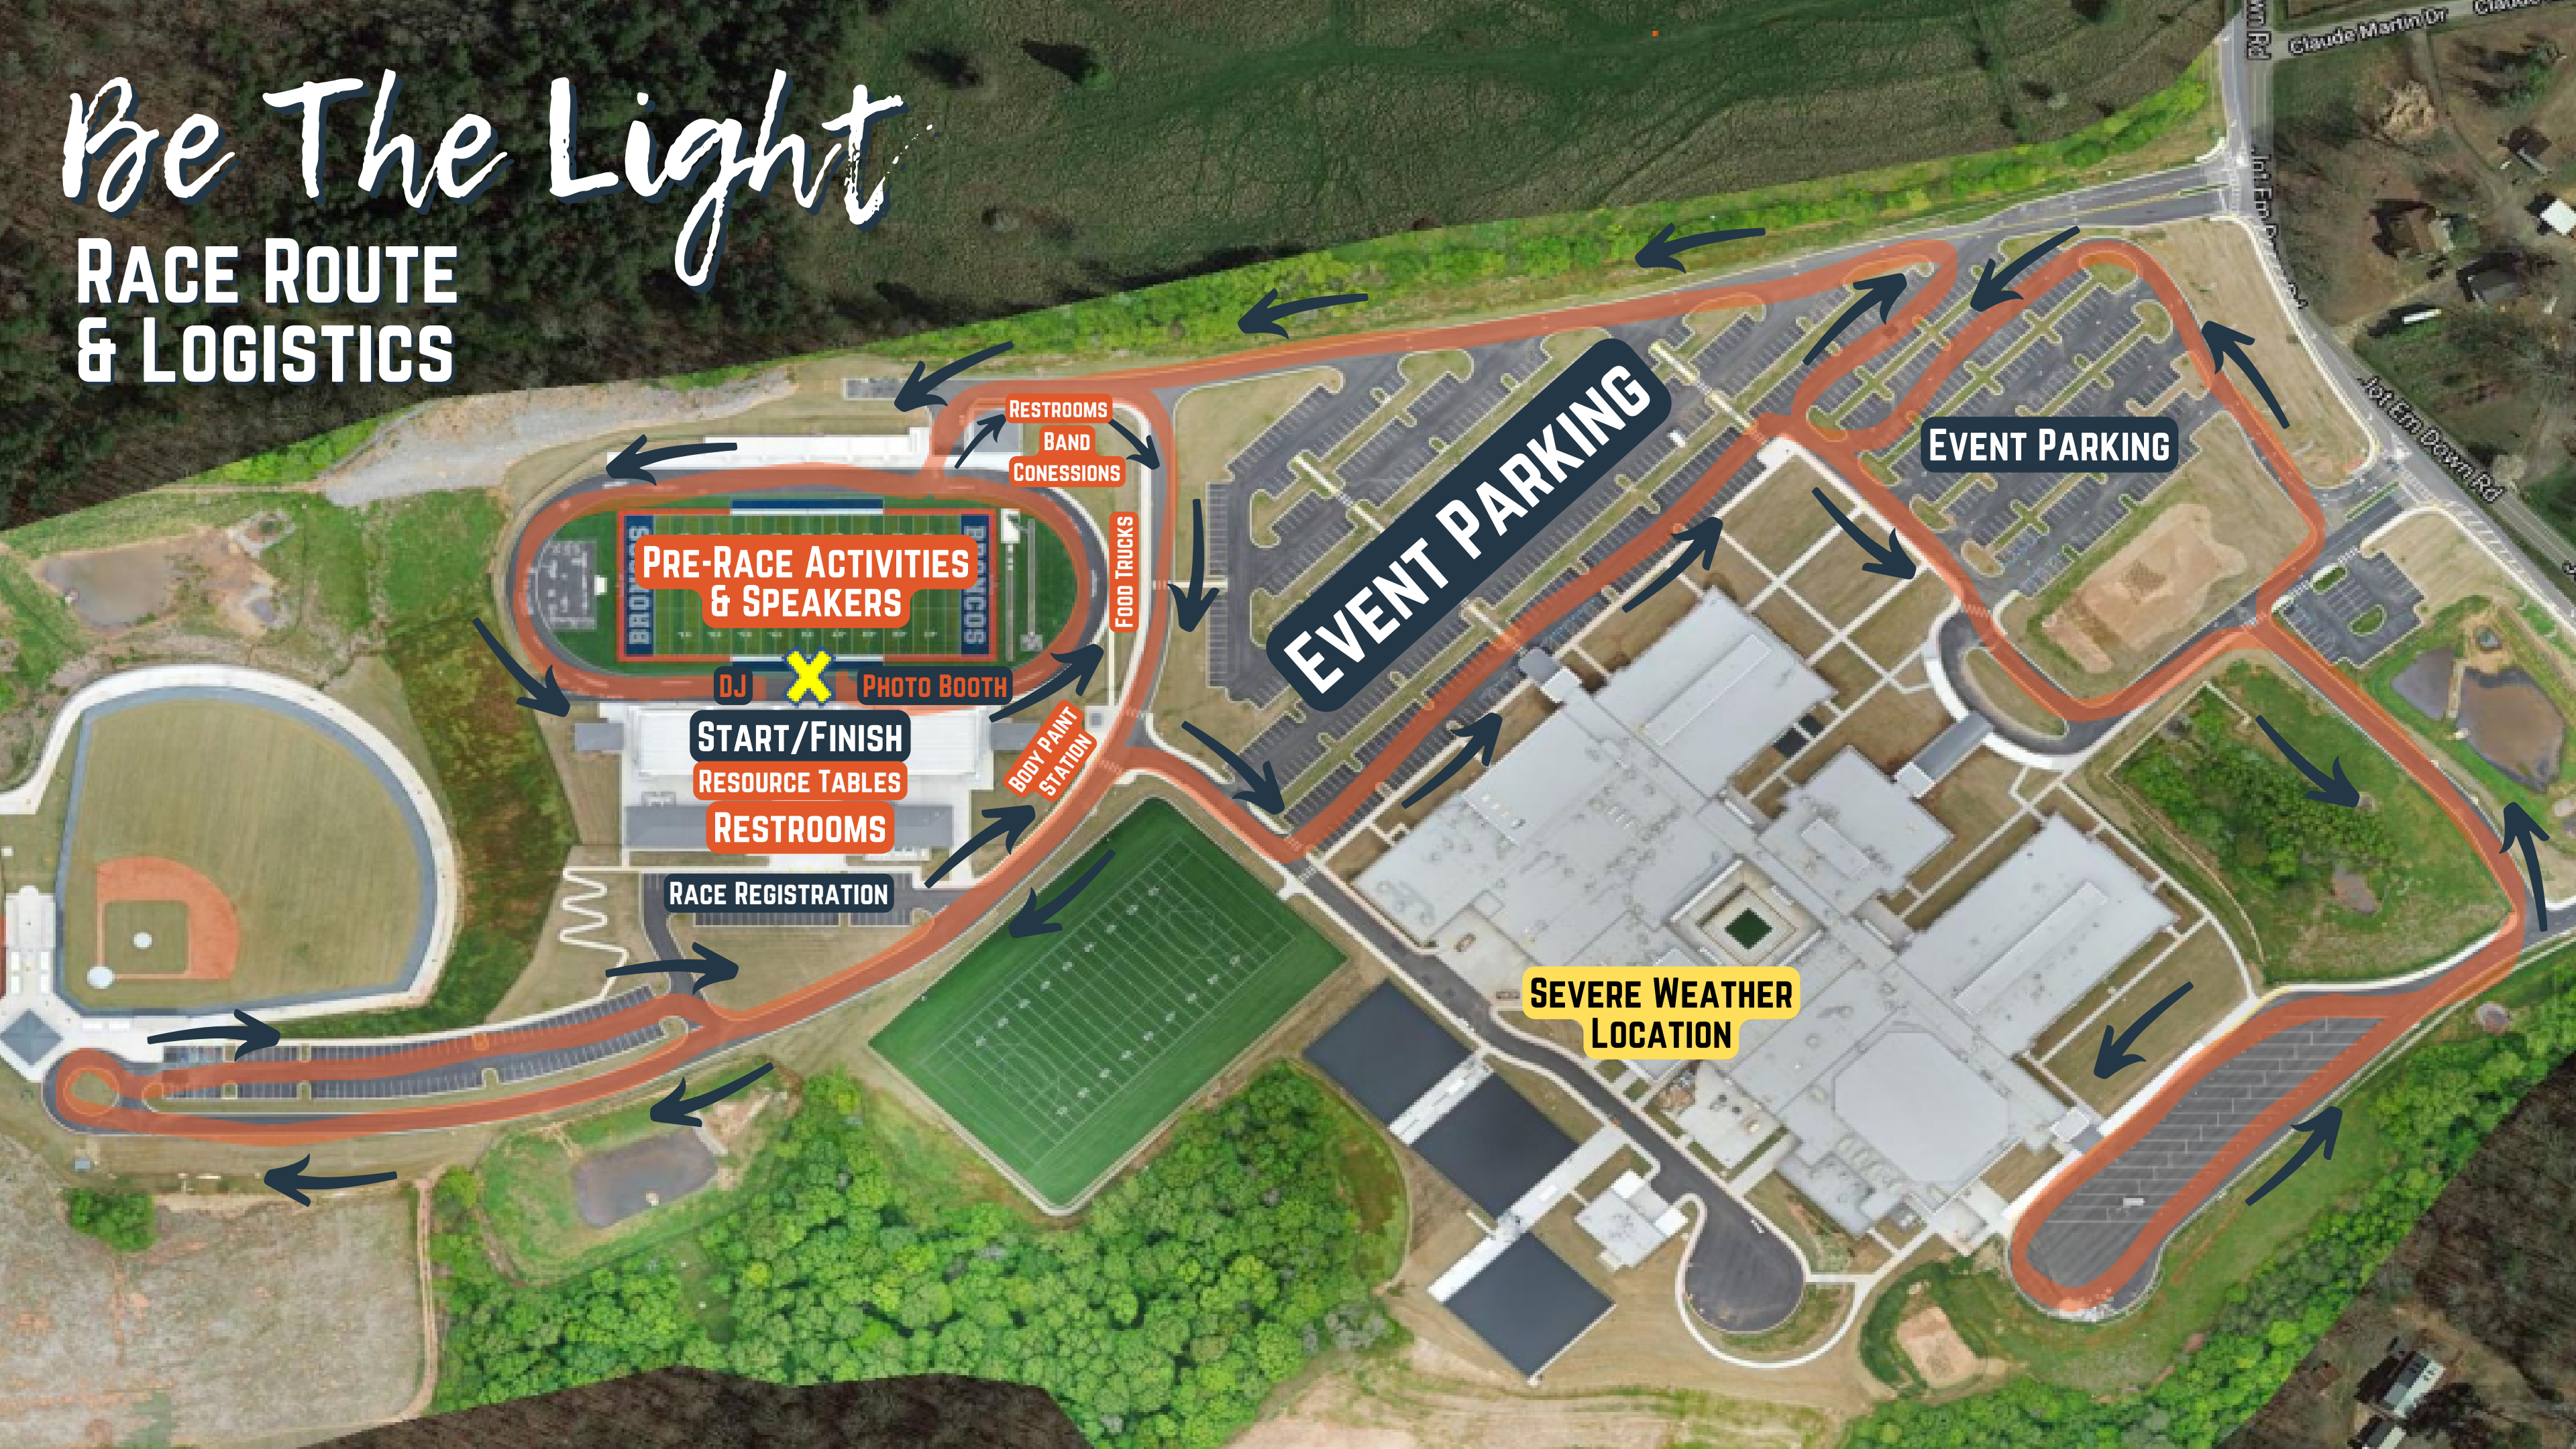 Be The Light
Race Route
& Logistics
Claude Martin Dr
Restrooms
Band
Conessions
Event Parking
Event Parking
Jot Em Down Rd
Food Trucks
BRONCOS
BRONCOS
Pre-Race Activities
& Speakers
DJ
Photo Booth
Start/Finish
Resource Tables
Restrooms
Body Paint
Station
Race Registration
Severe Weather
Location